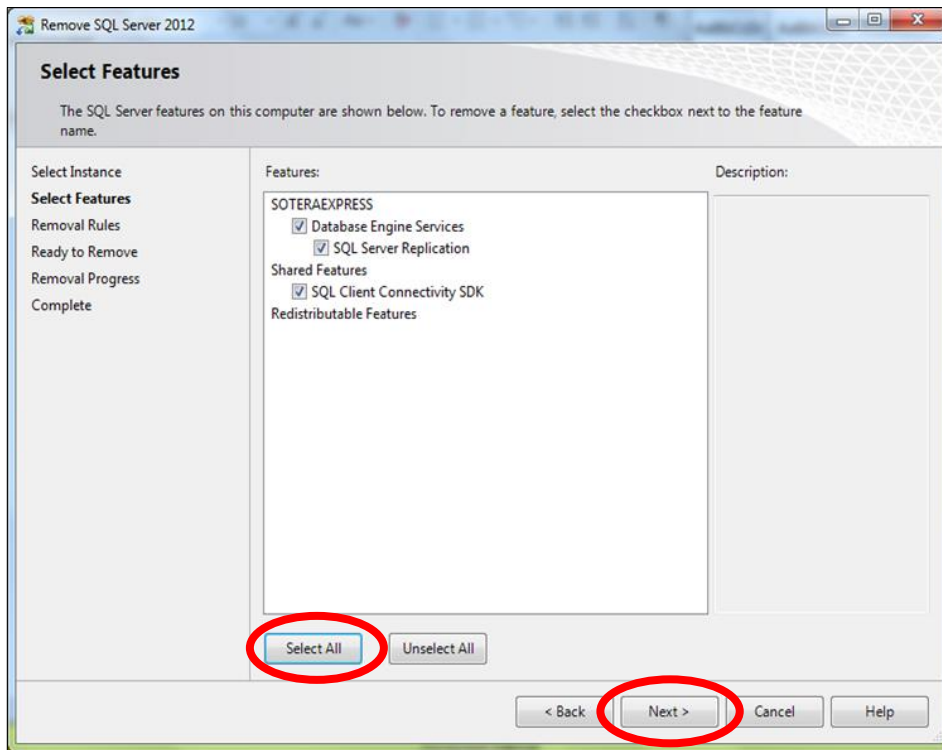 Remove SQL Server 2012
Select Features
The SQL Server features on this computer are shown below. To remove a feature, select the checkbox next to the feature
name.
Select Instance
Select Features
Removal Rules
Ready to Remove
Removal Progress
Complete
Features:
SOTERAEXPRESS
Database Engine Services
SQL Server Replication
Shared Features
SQL Client Connectivity SDK
Redistributable Features
Description:
Select All
Unselect All
< Back
Next >
Cancel
Help